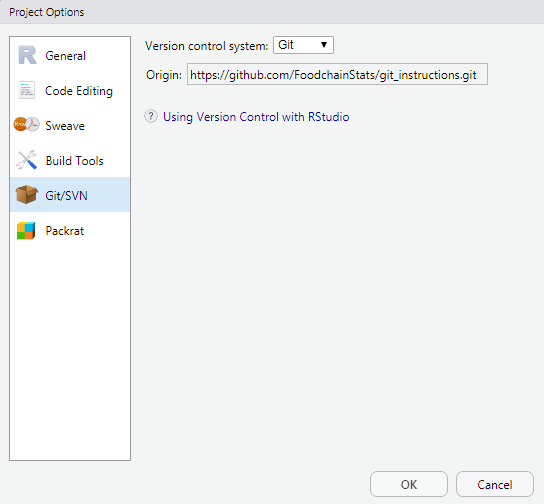 Project Options
General
Code Editing
Sweave
Build Tools
Git/SVN
Packrat
Version control system: Git
Origin: https://github.com/FoodchainStats/git_instructions.git
? Using Version Control with RStudio
OK Cancel